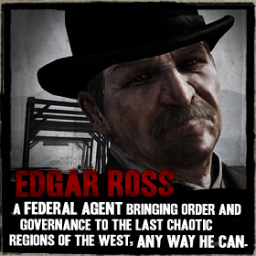 EDGAR ROSS
A FEDERAL AGENT BRINGING ORDER AND
GOVERNANCE TO THE LAST CHAOTIC
REGIONS OF THE WEST, ANY WAY HE CAN.